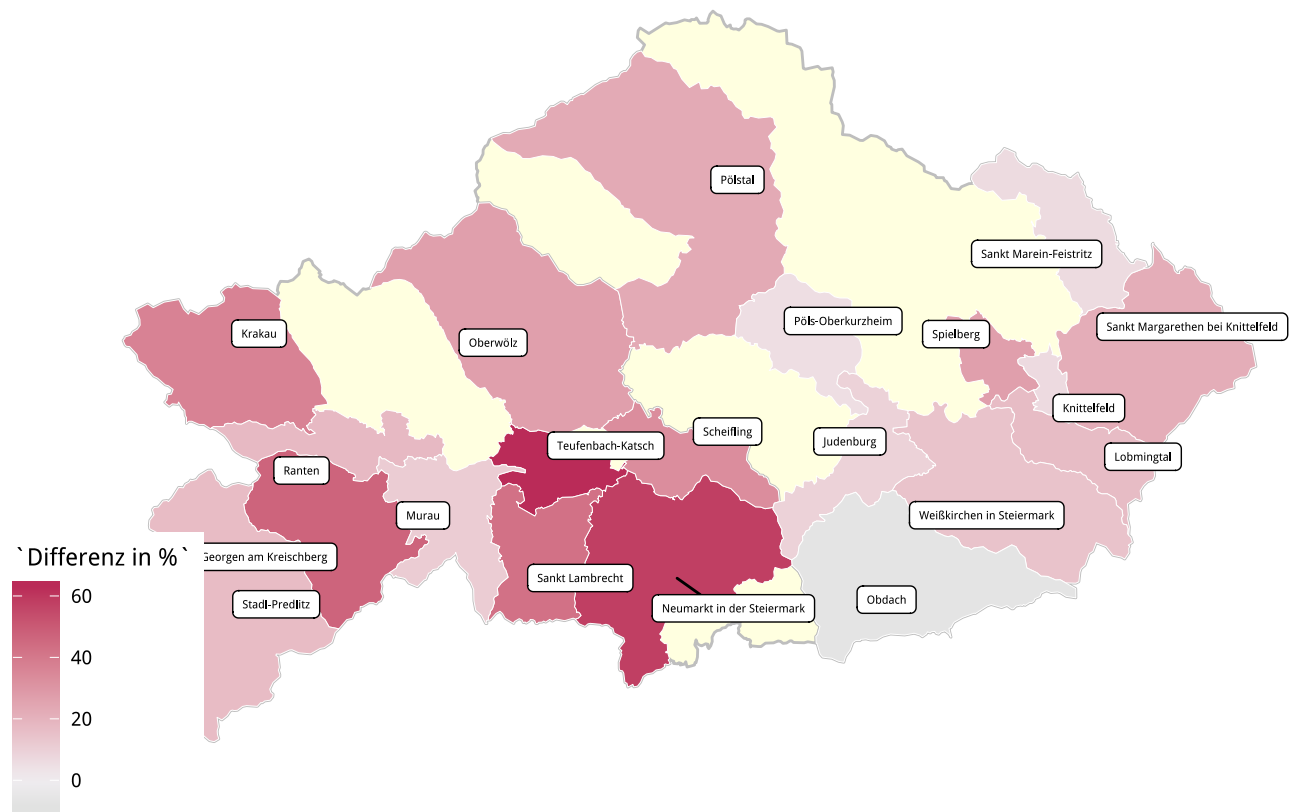 Pölstal
Sankt Marein-Feistritz
Krakau
Oberwölz
Pöls-Oberkurzheim
Spielberg
Sankt Margarethen bei Knittelfeld
Knittelfeld
Teufenbach-Katsch
Scheifling
Judenburg
Lobmingtal
Ranten
Murau
Weißkirchen in Steiermark
Georgen am Kreischberg
`Differenz in %`
Sankt Lambrecht
Stadl-Predlitz
Neumarkt in der Steiermark
Obdach
60
40
20
0